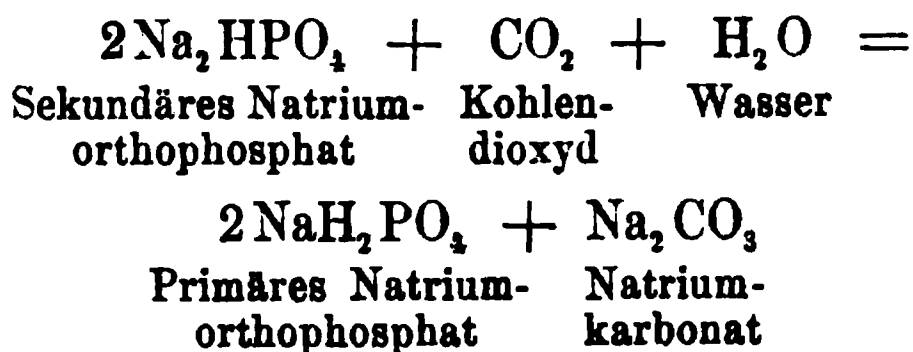 2 Na₂HPO₄ + CO₂ + H₂O =
Sekundäres Natrium- Kohlen- Wasser
orthophosphat dioxyd
2 NaH₂PO₄ + Na₂CO₃
Primäres Natrium- Natrium-
orthophosphat karbonat